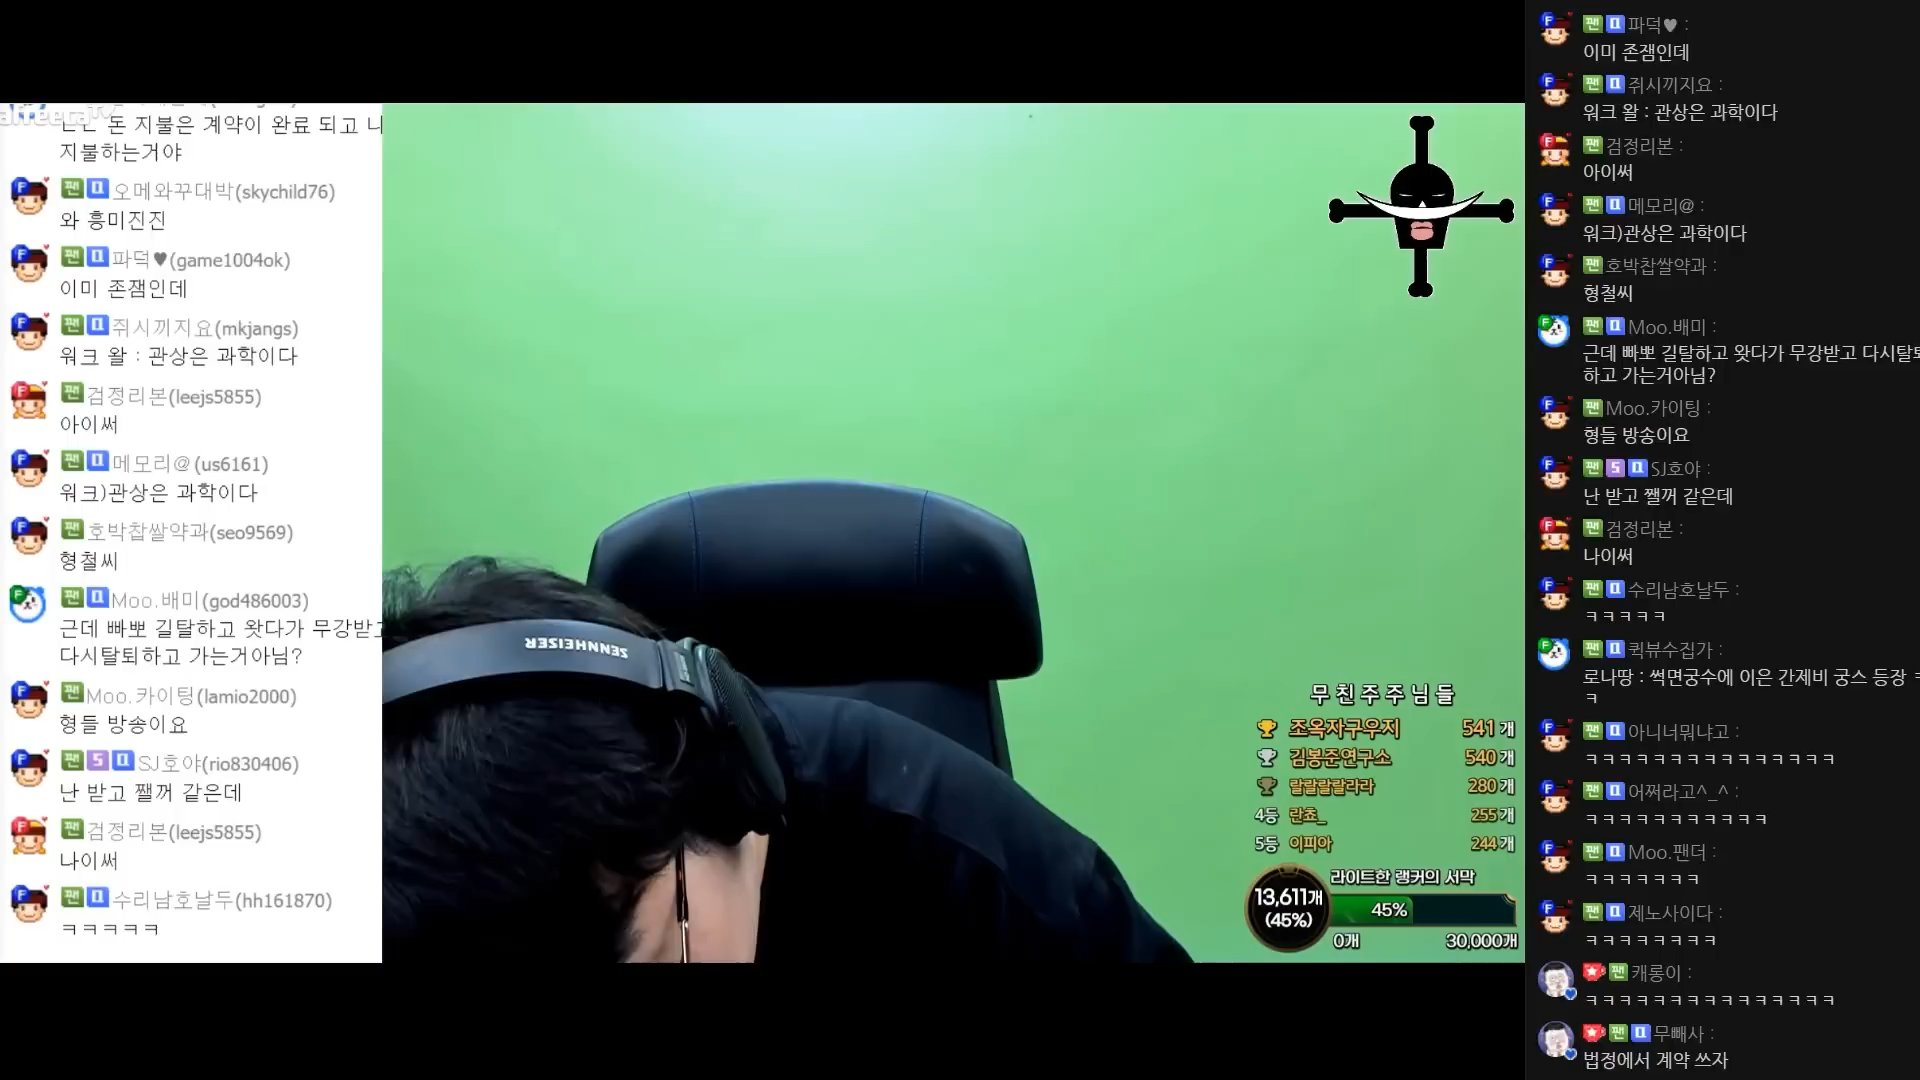 afreecaTV
돈 지불은 계약이 완료 되고 나
지불하는거야
팬 오메와꾸대박(skychild76)
와 흥미진진
팬 파덕♥(game1004ok)
이미 존잼인데
팬 쥐시끼지요(mkjangs)
워크 왈 : 관상은 과학이다
팬 검정리본(leejs5855)
아이써
팬 메모리@(us6161)
워크)관상은 과학이다
팬 호박찹쌀약과(seo9569)
형철씨
팬 Moo.배미(god486003)
근데 빠뽀 길탈하고 왓다가 무강받고
다시탈퇴하고 가는거아님?
팬 Moo.카이팅(lamio2000)
형들 방송이요
팬 S SJ호야(rio830406)
난 받고 쨀꺼 같은데
팬 검정리본(leejs5855)
나이써
팬 수리남호날두(hh161870)
ㅋㅋㅋㅋㅋ
SENNHEISER
무친주주님들
조옥자구우지 541개
김봉준연구소 540개
랄랄랄랄라라 280개
4등 란쵸_ 255개
5등 이피아 244개
라이트한 랭커의 서막
13,611개
(45%)
45%
0개 30,000개
팬 파덕♥ :
이미 존잼인데
팬 쥐시끼지요 :
워크 왈 : 관상은 과학이다
팬 검정리본 :
아이써
팬 메모리@ :
워크)관상은 과학이다
팬 호박찹쌀약과 :
형철씨
팬 Moo.배미 :
근데 빠뽀 길탈하고 왓다가 무강받고 다시탈퇴
하고 가는거아님?
팬 Moo.카이팅 :
형들 방송이요
팬 S SJ호야 :
난 받고 쨀꺼 같은데
팬 검정리본 :
나이써
팬 수리남호날두 :
ㅋㅋㅋㅋㅋ
팬 퀵뷰수집가 :
로나땅 : 썩면궁수에 이은 간제비 궁스 등장 ㅋ
ㅋ
팬 아니너뭐냐고 :
ㅋㅋㅋㅋㅋㅋㅋㅋㅋㅋㅋㅋㅋㅋㅋ
팬 어쩌라고^_^ :
ㅋㅋㅋㅋㅋㅋㅋㅋㅋㅋㅋ
팬 Moo.팬더 :
ㅋㅋㅋㅋㅋㅋㅋ
팬 제노사이다 :
ㅋㅋㅋㅋㅋㅋㅋㅋ
팬 캐롱이 :
ㅋㅋㅋㅋㅋㅋㅋㅋㅋㅋㅋㅋㅋㅋㅋ
팬 무빼사 :
법정에서 계약 쓰자